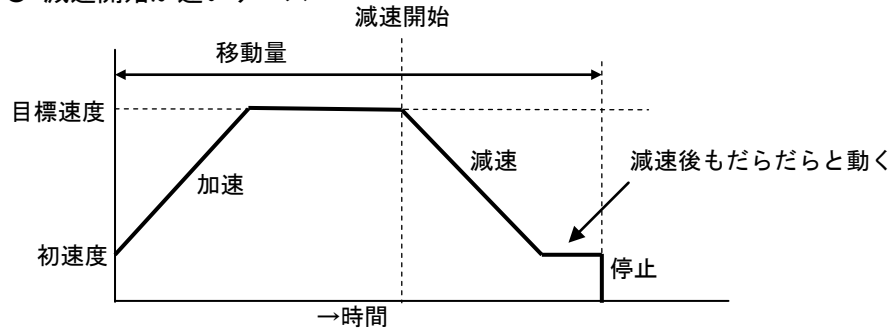 減速開始
移動量
目標速度
減速
減速後もだらだらと動く
加速
初速度
停止
→時間